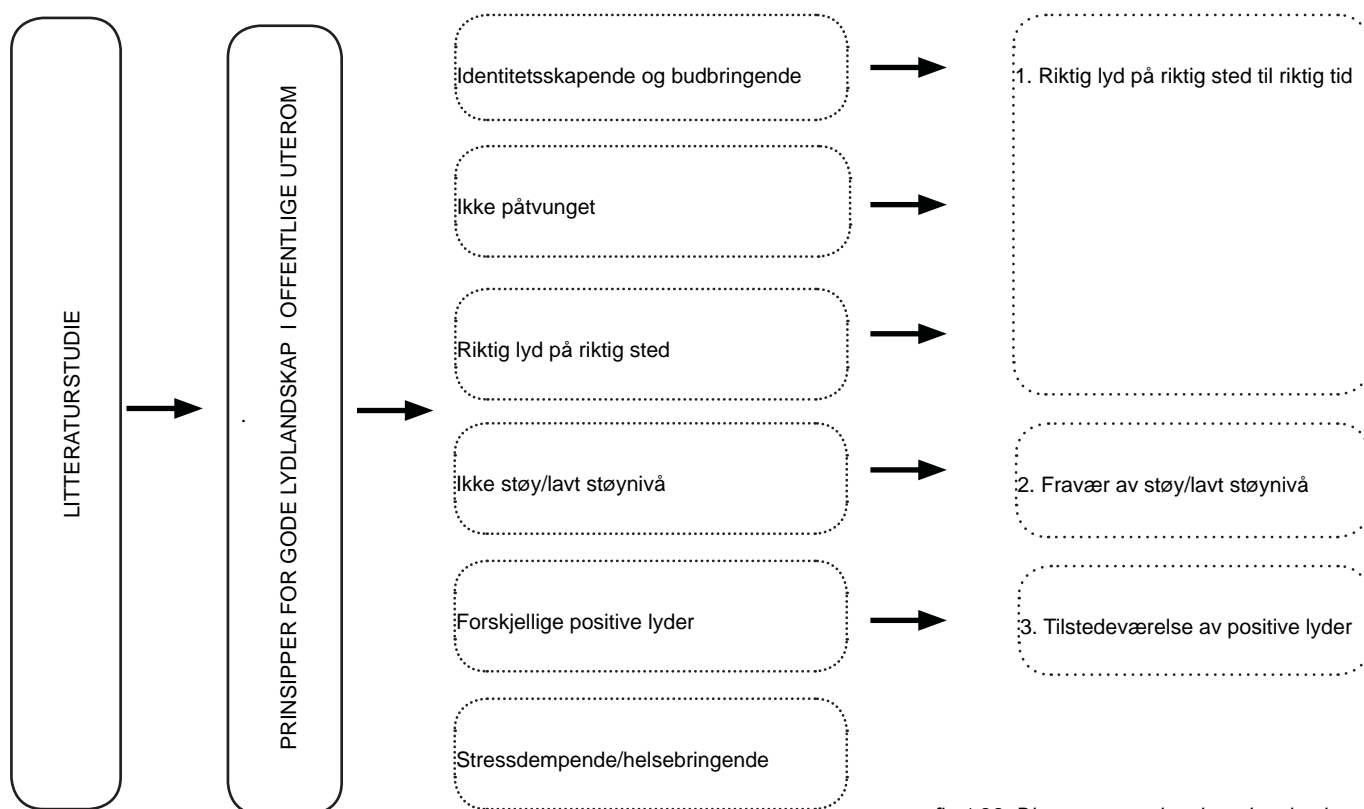 LITTERATURSTUDIE
PRINSIPPER FOR GODE LYDLANDSKAP I OFFENTLIGE UTEROM
Identitetsskapende og budbringende
Ikke påtvunget
Riktig lyd på riktig sted
Ikke støy/lavt støynivå
Forskjellige positive lyder
Stressdempende/helsebringende
1. Riktig lyd på riktig sted til riktig tid
2. Fravær av støy/lavt støynivå
3. Tilstedeværelse av positive lyder